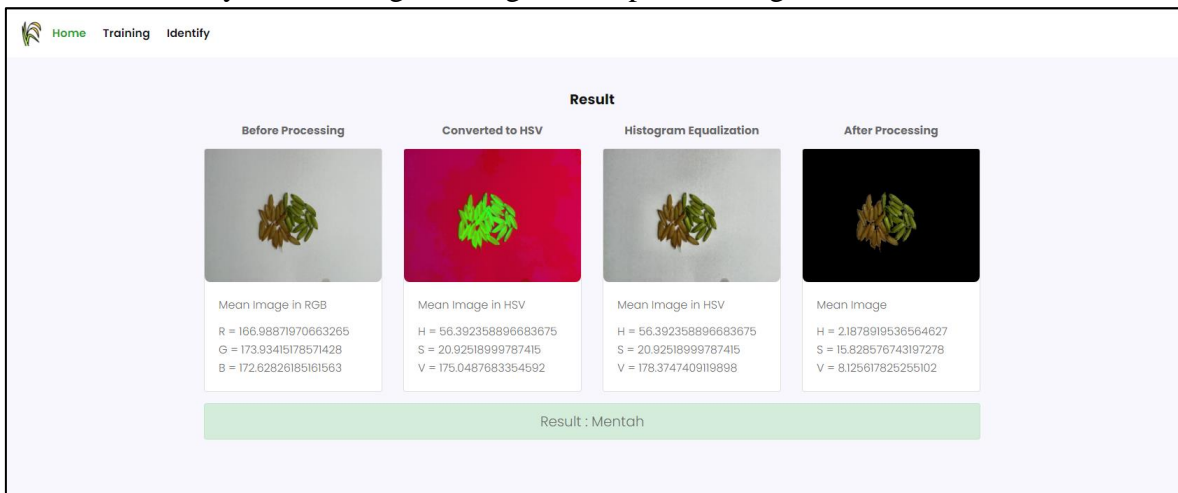 Home Training Identify
Result
Before Processing
Mean Image in RGB
R = 166.98871970663265
G = 173.93415178571428
B = 172.62826185161563
Converted to HSV
Mean Image in HSV
H = 56.392358896683675
S = 20.92518999787415
V = 175.0487683354592
Histogram Equalization
Mean Image in HSV
H = 56.392358896683675
S = 20.92518999787415
V = 178.3747409119898
After Processing
Mean Image
H = 2.1878919536564627
S = 15.828576743197278
V = 8.125617825255102
Result : Mentah